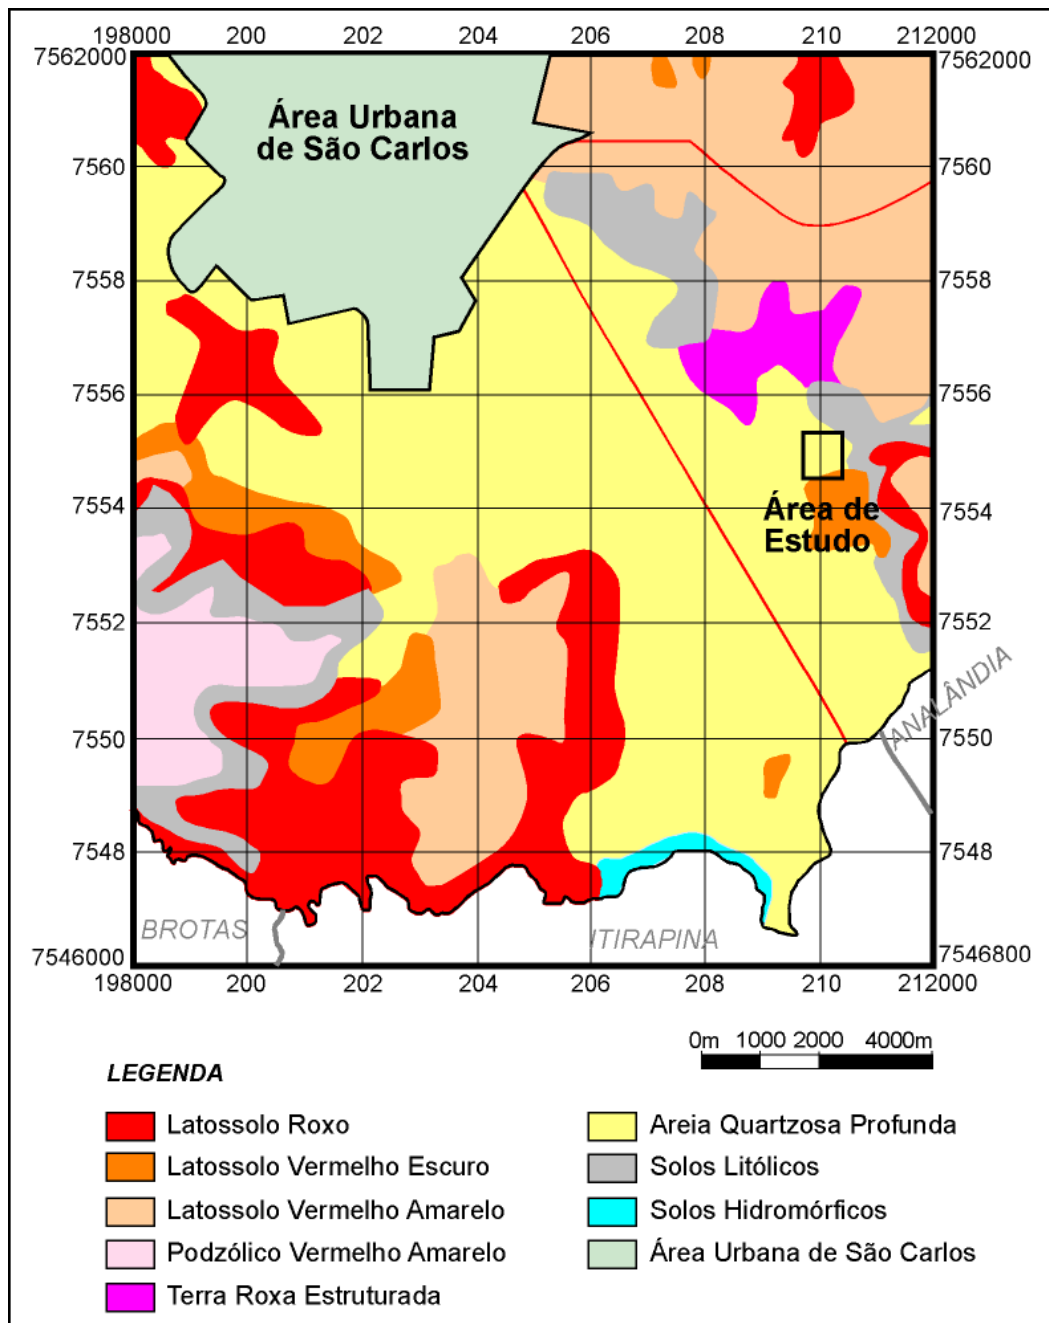 198000 200 202 204 206 208 210 212000
7562000 7562000
Área Urbana
de São Carlos
7560 7560
7558 7558
7556 7556
7554 7554
Área de
Estudo
7552 7552
ANALÂNDIA
7550 7550
7548 7548
BROTAS ITIRAPINA
7546000 7546800
198000 200 202 204 206 208 210 212000
0m 1000 2000 4000m
LEGENDA
Latossolo Roxo
Latossolo Vermelho Escuro
Latossolo Vermelho Amarelo
Podzólico Vermelho Amarelo
Terra Roxa Estruturada
Areia Quartzosa Profunda
Solos Litólicos
Solos Hidromórficos
Área Urbana de São Carlos